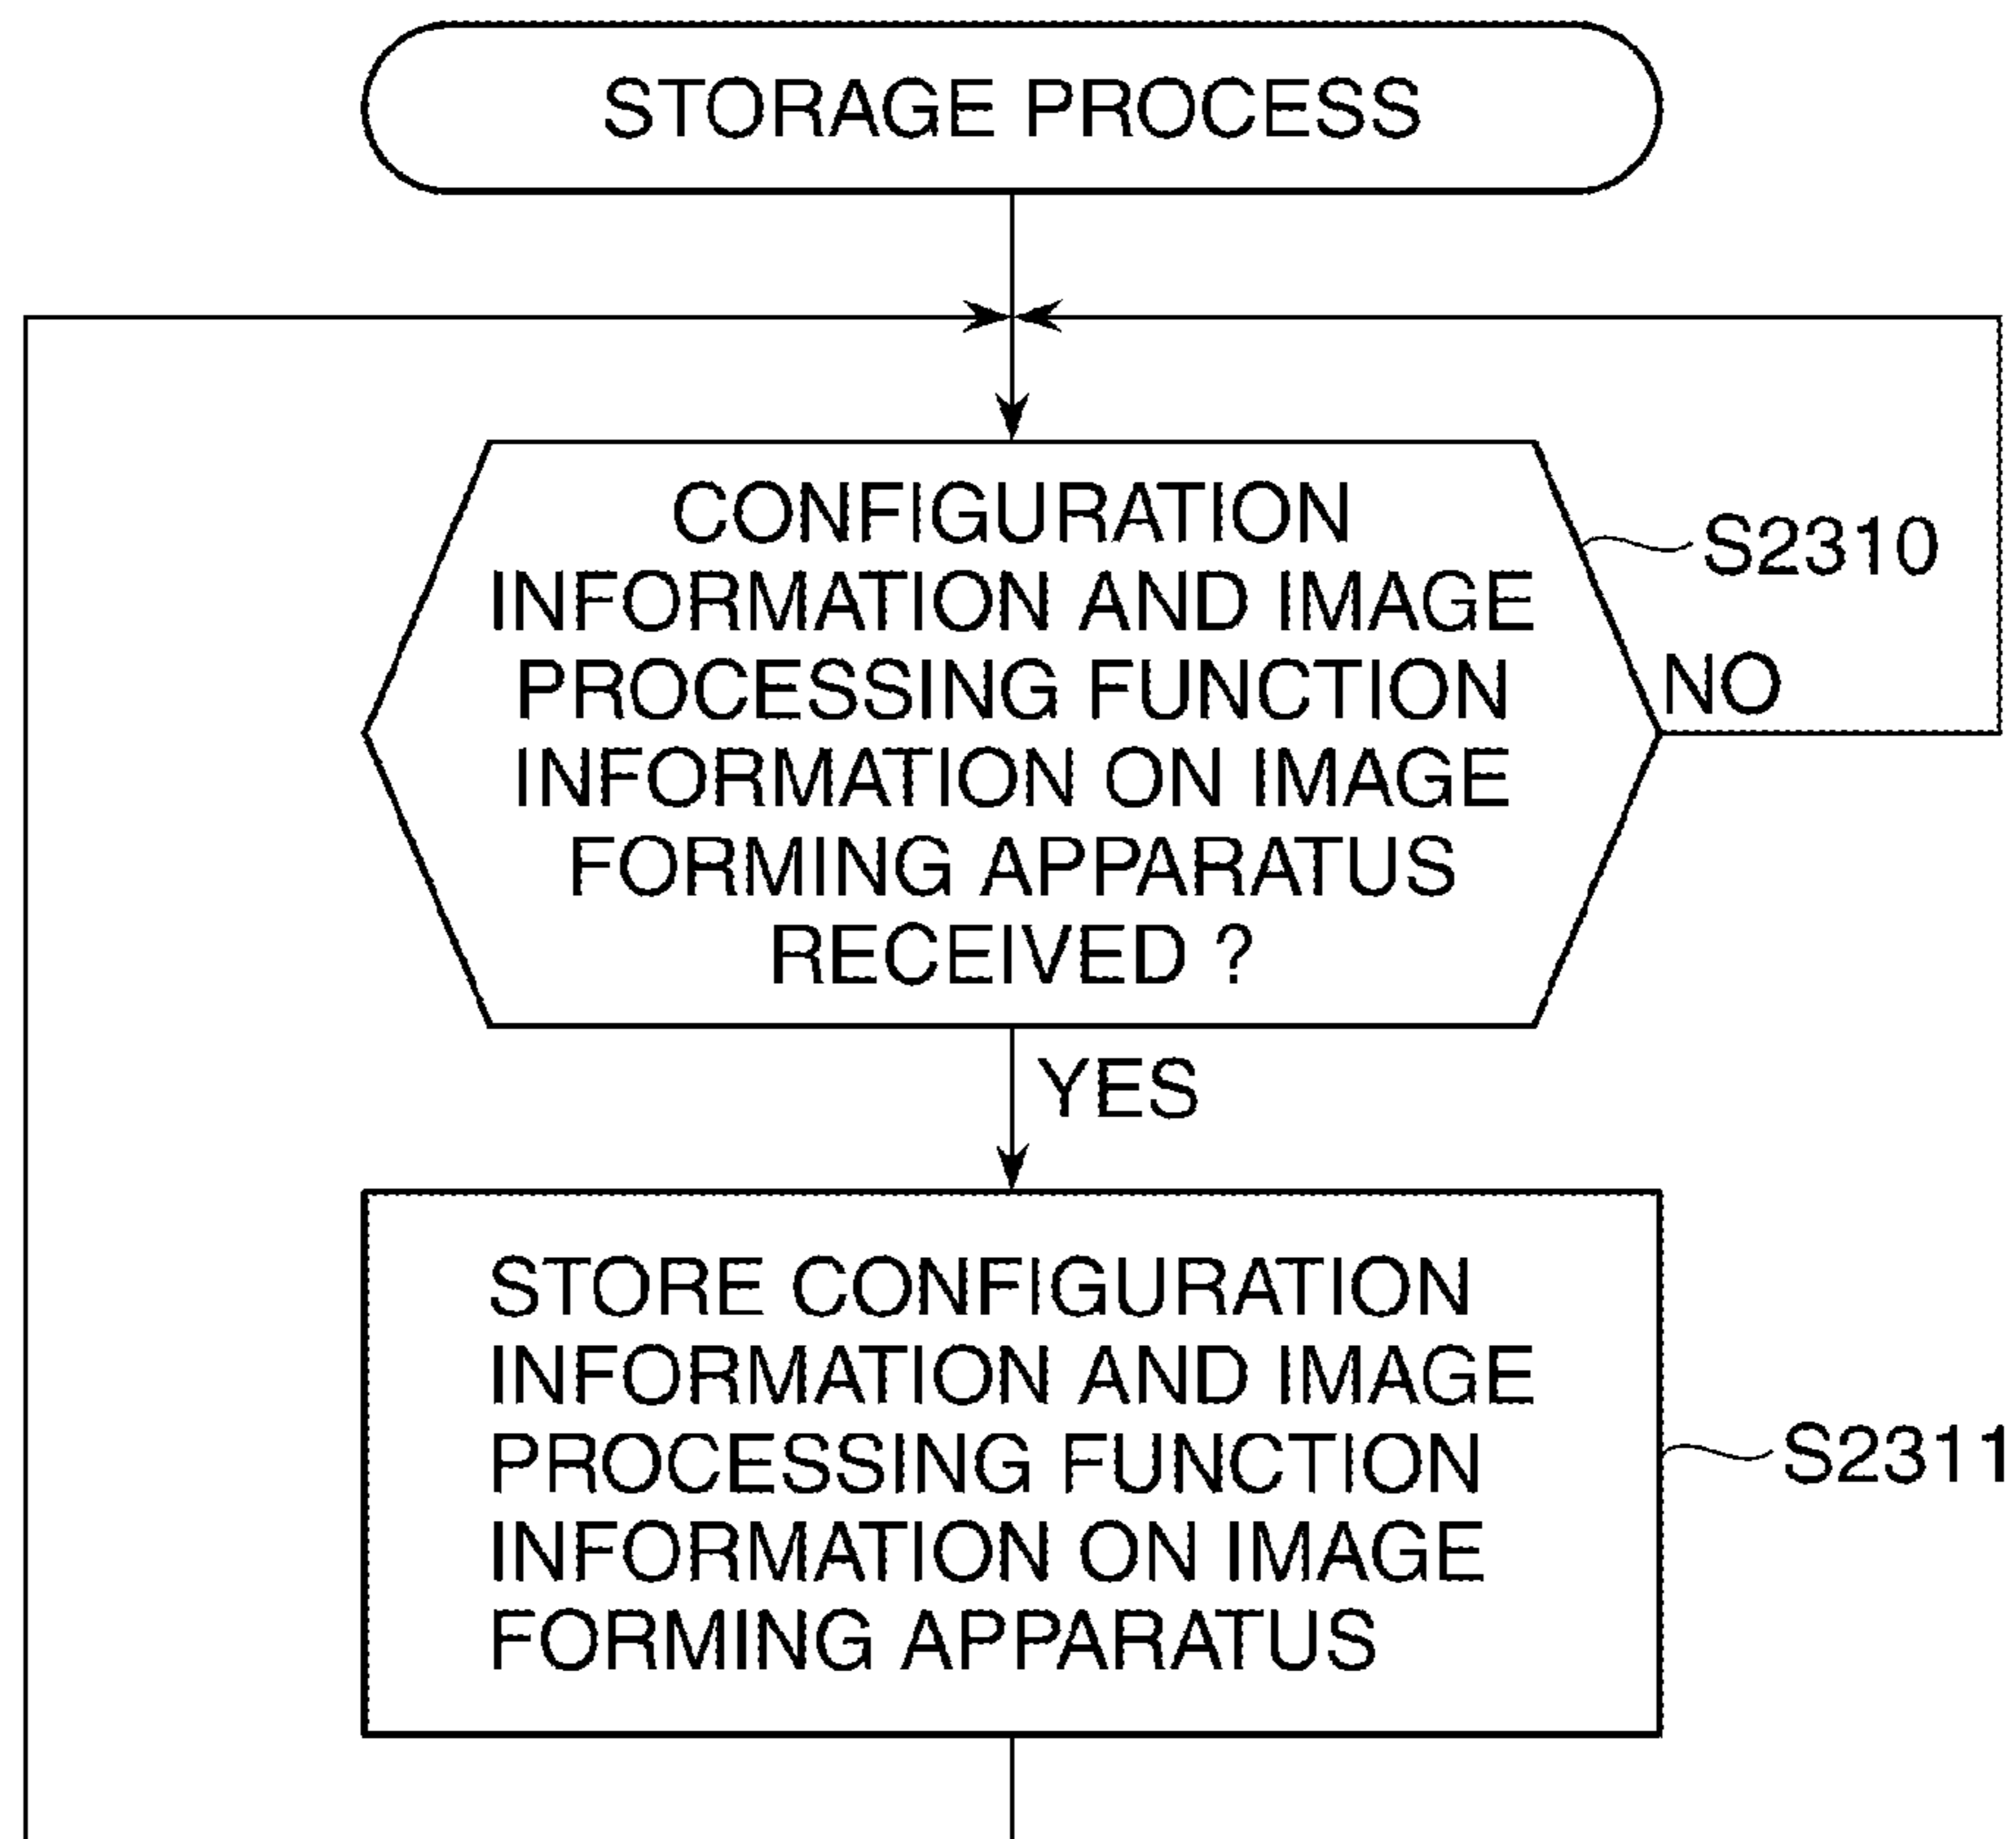 STORAGE PROCESS
CONFIGURATION
INFORMATION AND IMAGE
PROCESSING FUNCTION
INFORMATION ON IMAGE
FORMING APPARATUS
RECEIVED ?
S2310
NO
YES
STORE CONFIGURATION
INFORMATION AND IMAGE
PROCESSING FUNCTION
INFORMATION ON IMAGE
FORMING APPARATUS
S2311